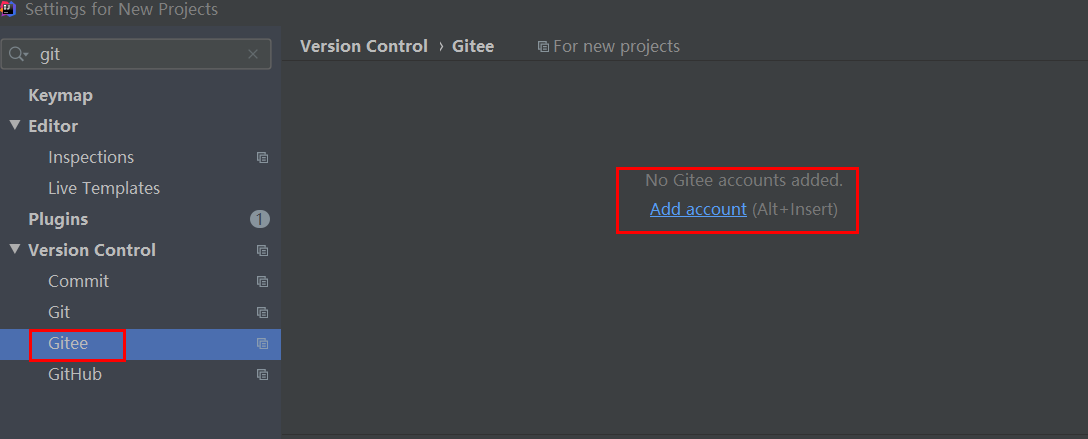 Settings for New Projects
git
Version Control › Gitee For new projects
Keymap
Editor
Inspections
Live Templates
Plugins 1
Version Control
Commit
Git
Gitee
GitHub
No Gitee accounts added.
Add account (Alt+Insert)